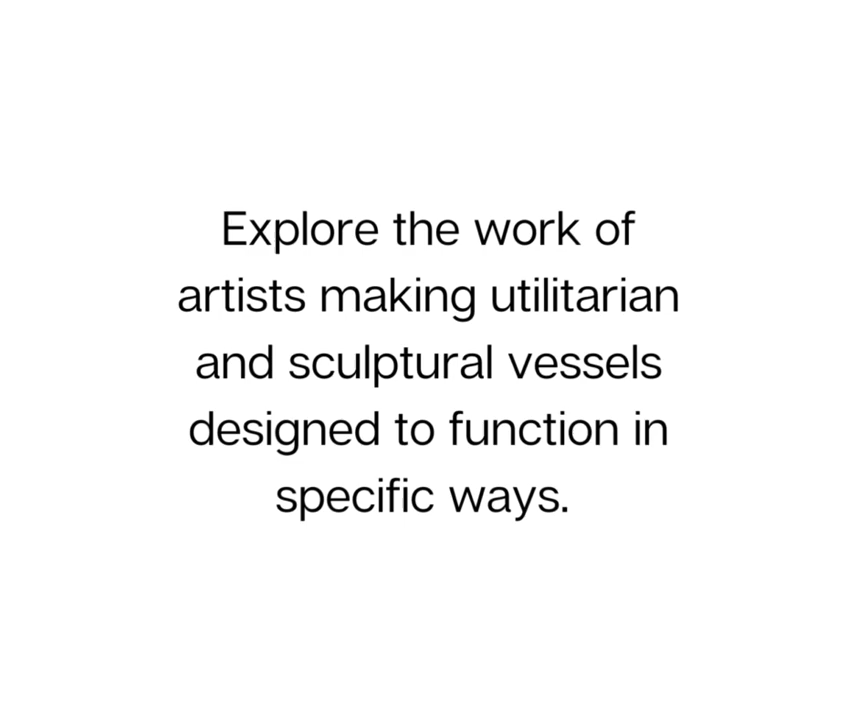 Explore the work of
artists making utilitarian
and sculptural vessels
designed to function in
specific ways.